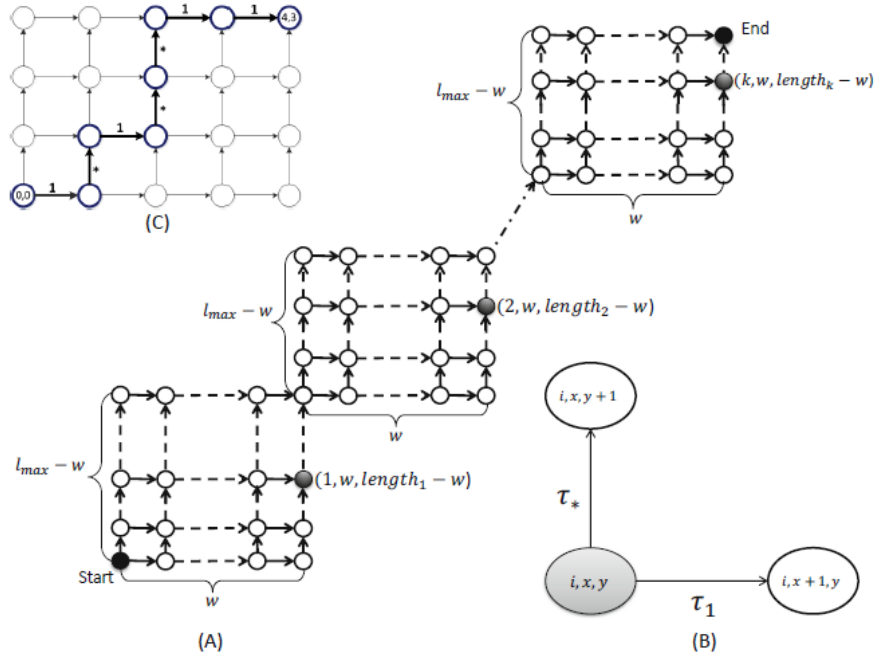 1 1 4,3
*
*
1
*
0,0 1
(C)
End
l_max − w
(k, w, length_k − w)
w
l_max − w
(2, w, length_2 − w)
w
l_max − w
(1, w, length_1 − w)
Start
w
(A)
i, x, y + 1
τ_*
i, x, y
i, x + 1, y
τ_1
(B)